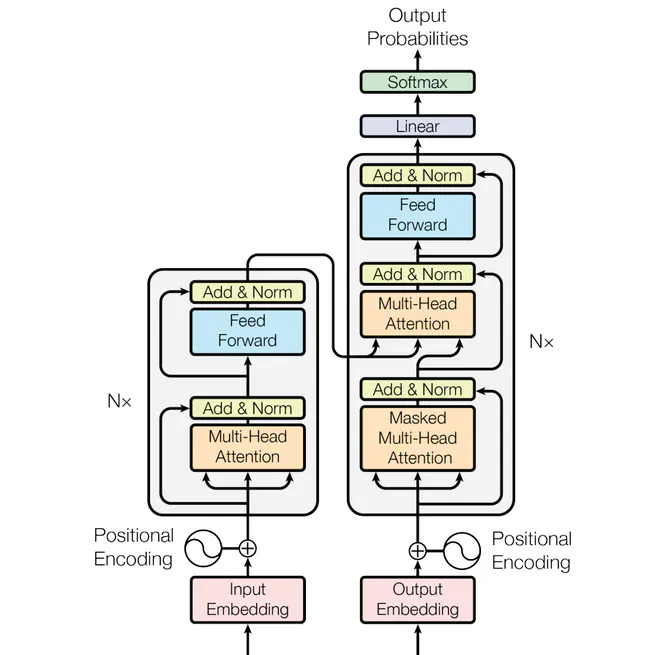 Output
Probabilities
Softmax
Linear
Add & Norm
Feed
Forward
Add & Norm
Multi-Head
Attention
Add & Norm
Masked
Multi-Head
Attention
N×
Add & Norm
Feed
Forward
Add & Norm
Multi-Head
Attention
N×
Positional
Encoding
Positional
Encoding
Input
Embedding
Output
Embedding